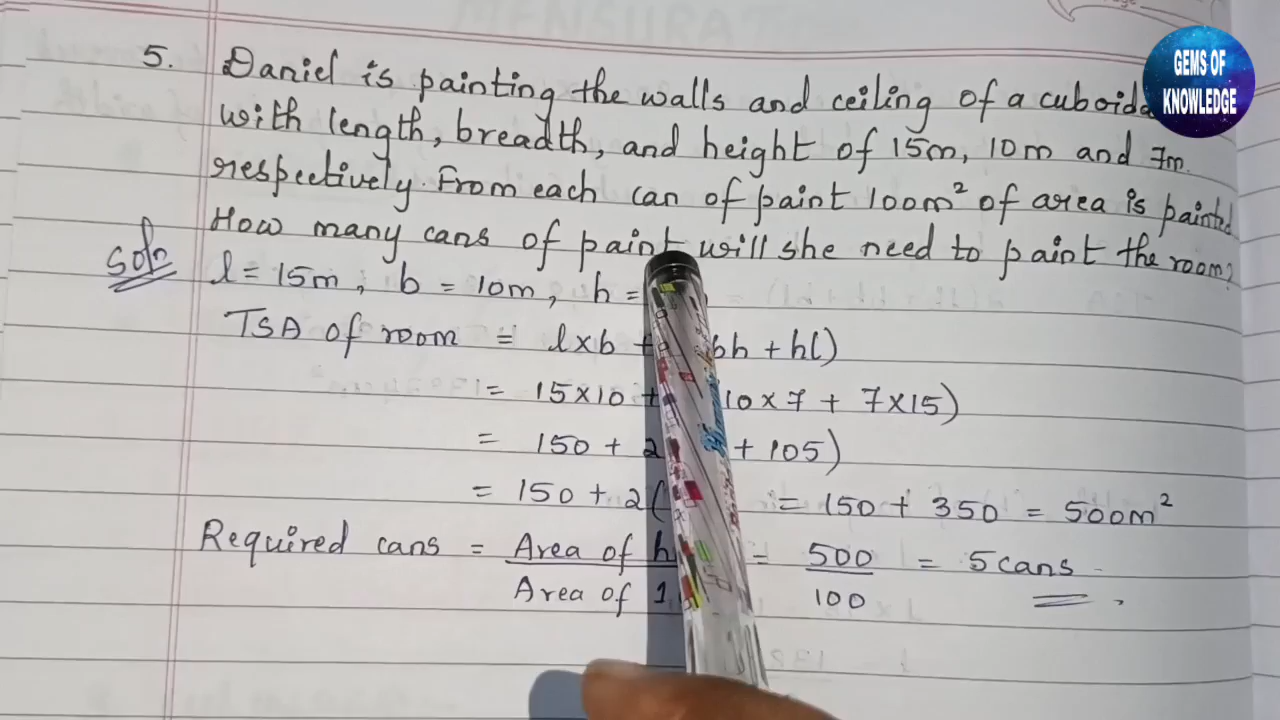 GEMS OF
KNOWLEDGE
5. Daniel is painting the walls and ceiling of a cuboida
with length, breadth, and height of 15m, 10m and 7m
respectively. From each can of paint 100m² of area is painted
How many cans of paint will she need to paint the room?
Soln
l = 15m, b = 10m, h =
TSA of room = l×b + bh + hl)
= 15×10 + 10×7 + 7×15)
= 150 + 2 + 105)
= 150 + 2( = 150 + 350 = 500m²
Required cans = Area of h = 500 = 5 cans
Area of 1 100